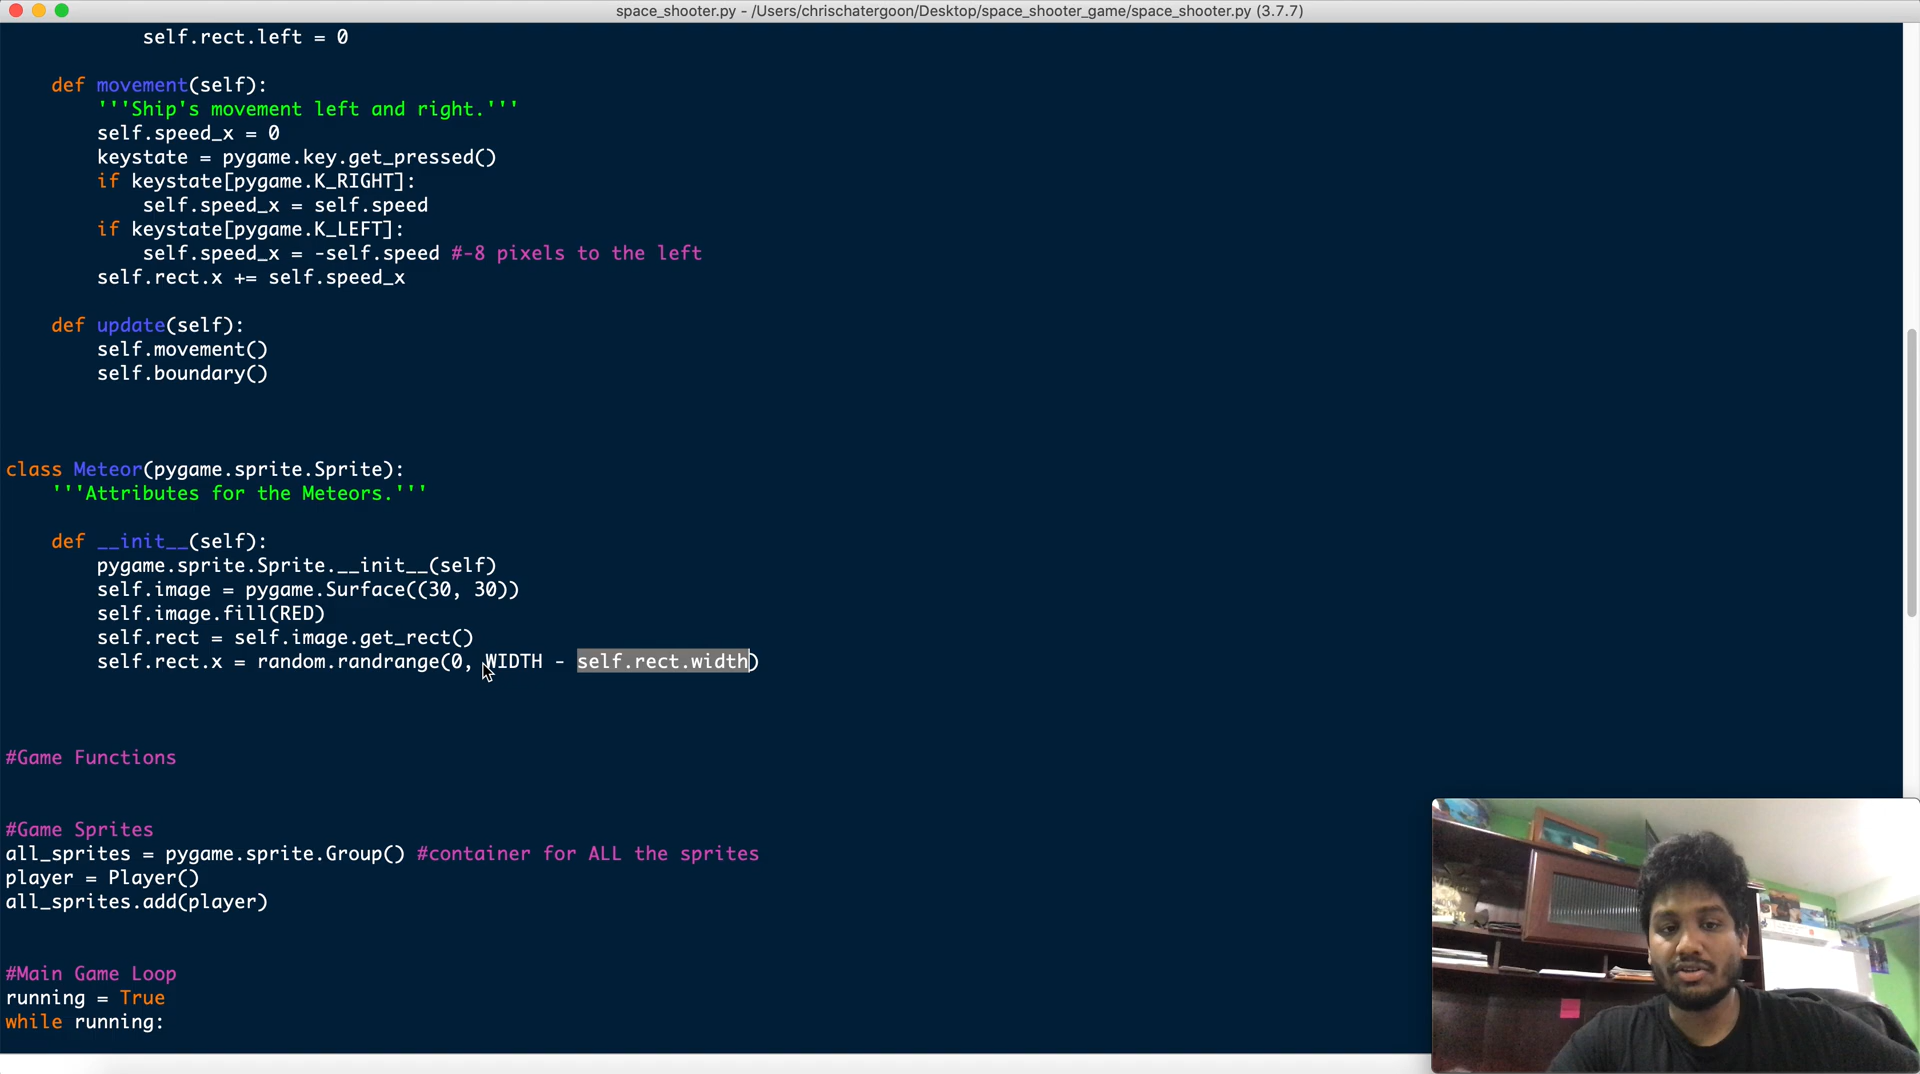 space_shooter.py - /Users/chrischatergoon/Desktop/space_shooter_game/space_shooter.py (3.7.7)
            self.rect.left = 0
    def movement(self):
        '''Ship's movement left and right.'''
        self.speed_x = 0
        keystate = pygame.key.get_pressed()
        if keystate[pygame.K_RIGHT]:
            self.speed_x = self.speed
        if keystate[pygame.K_LEFT]:
            self.speed_x = -self.speed #-8 pixels to the left
        self.rect.x += self.speed_x
    def update(self):
        self.movement()
        self.boundary()
class Meteor(pygame.sprite.Sprite):
    '''Attributes for the Meteors.'''
    def __init__(self):
        pygame.sprite.Sprite.__init__(self)
        self.image = pygame.Surface((30, 30))
        self.image.fill(RED)
        self.rect = self.image.get_rect()
        self.rect.x = random.randrange(0, WIDTH - self.rect.width)
#Game Functions
#Game Sprites
all_sprites = pygame.sprite.Group() #container for ALL the sprites
player = Player()
all_sprites.add(player)
#Main Game Loop
running = True
while running: